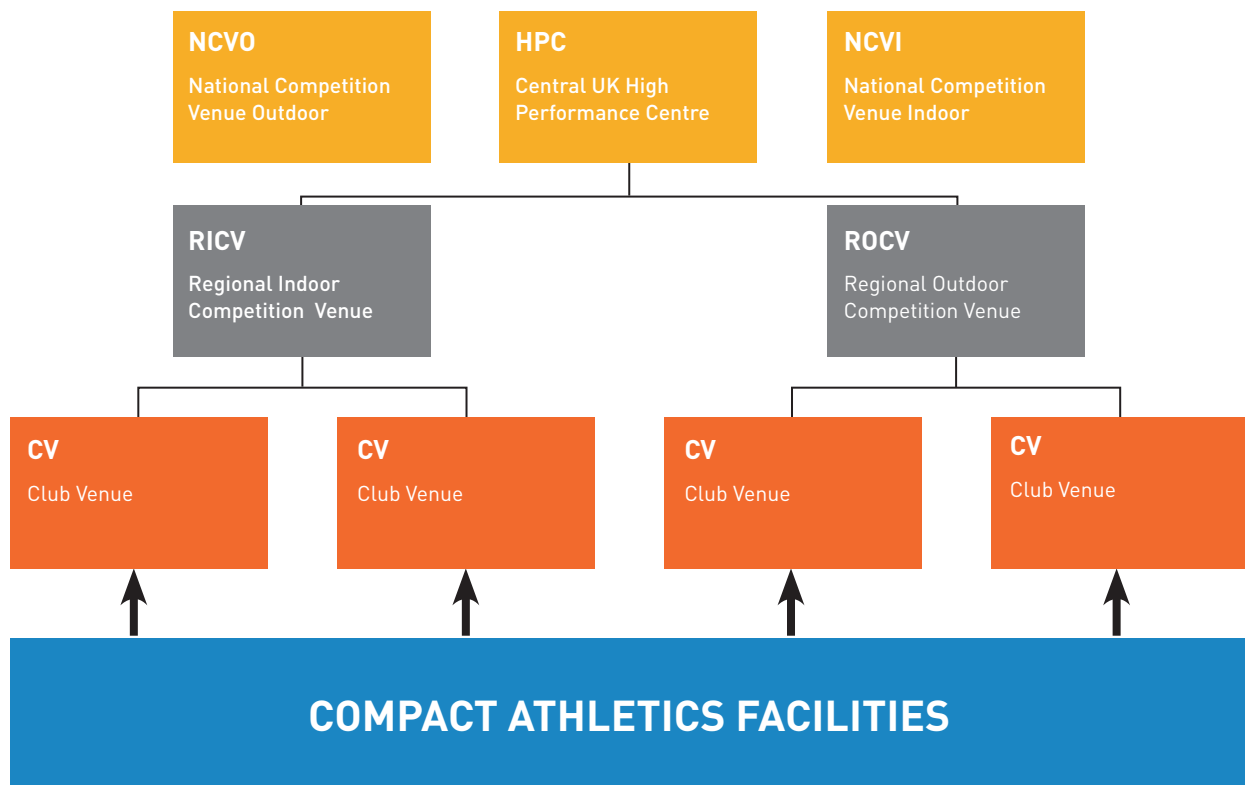 NCVO
National Competition
Venue Outdoor
HPC
Central UK High
Performance Centre
NCVI
National Competition
Venue Indoor
RICV
Regional Indoor
Competition  Venue
ROCV
Regional Outdoor
Competition Venue
CV
Club Venue
CV
Club Venue
CV
Club Venue
CV
Club Venue
COMPACT ATHLETICS FACILITIES